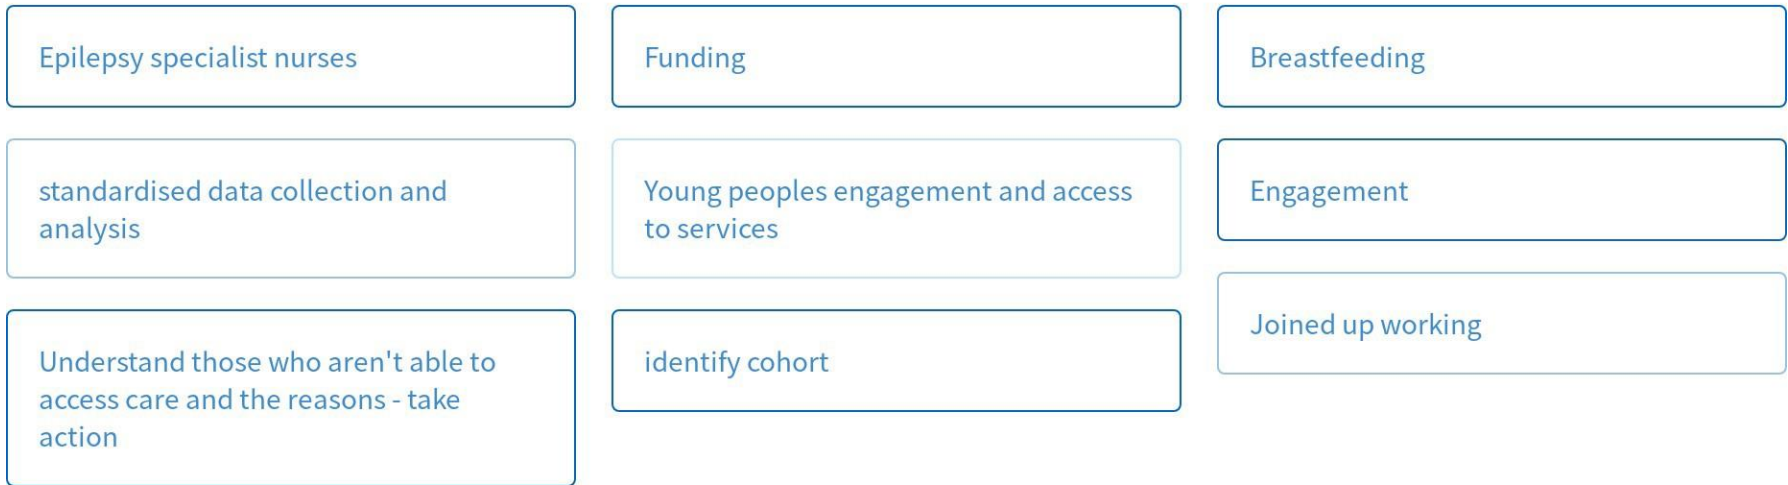 Epilepsy specialist nurses
Funding
Breastfeeding
standardised data collection and
analysis
Young peoples engagement and access
to services
Engagement
Joined up working
Understand those who aren't able to
access care and the reasons - take
action
identify cohort